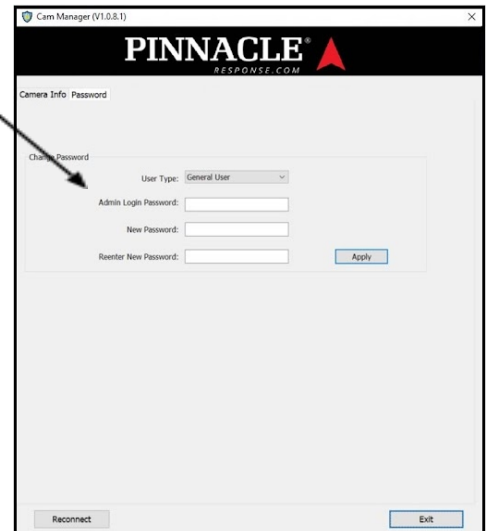 Cam Manager (V1.0.8.1)
PINNACLE®
RESPONSE.COM
Camera Info Password
Change Password
User Type: General User
Admin Login Password:
New Password:
Reenter New Password: Apply
Reconnect Exit